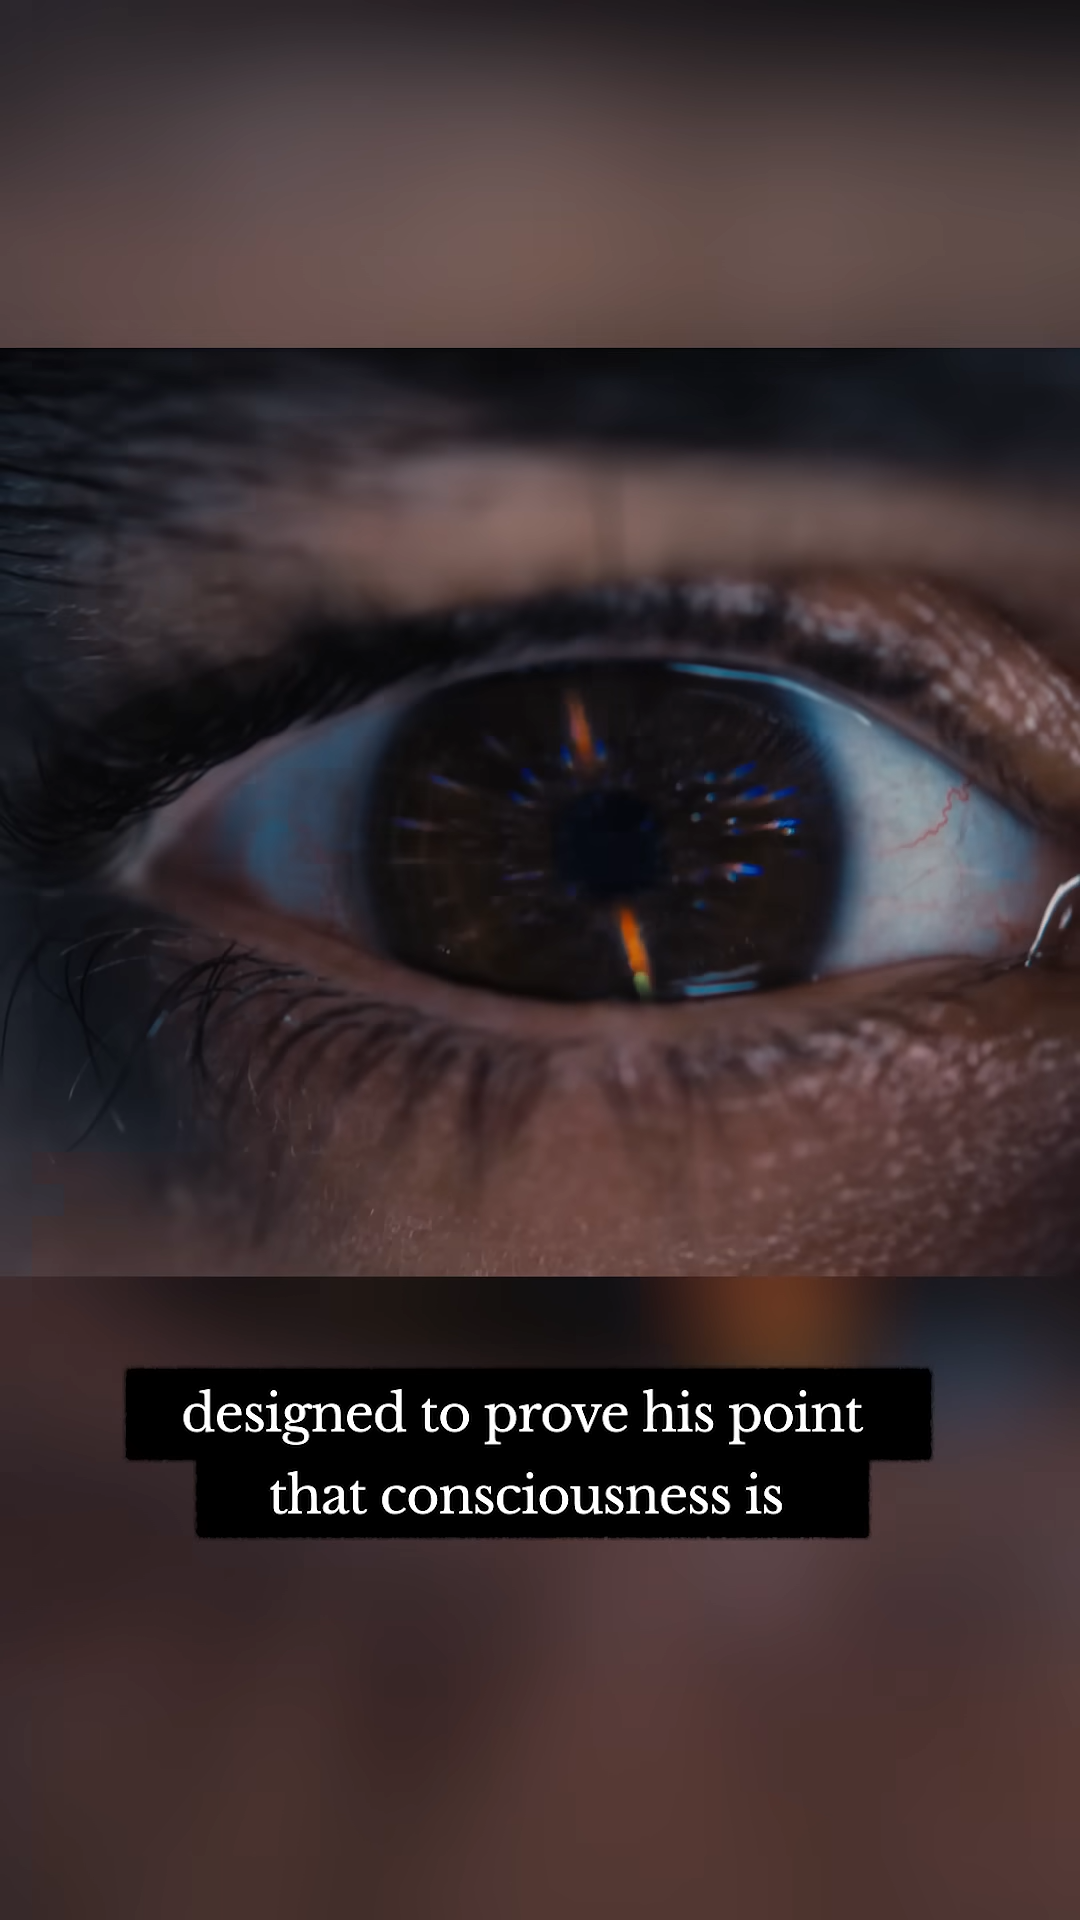 designed to prove his point
that consciousness is